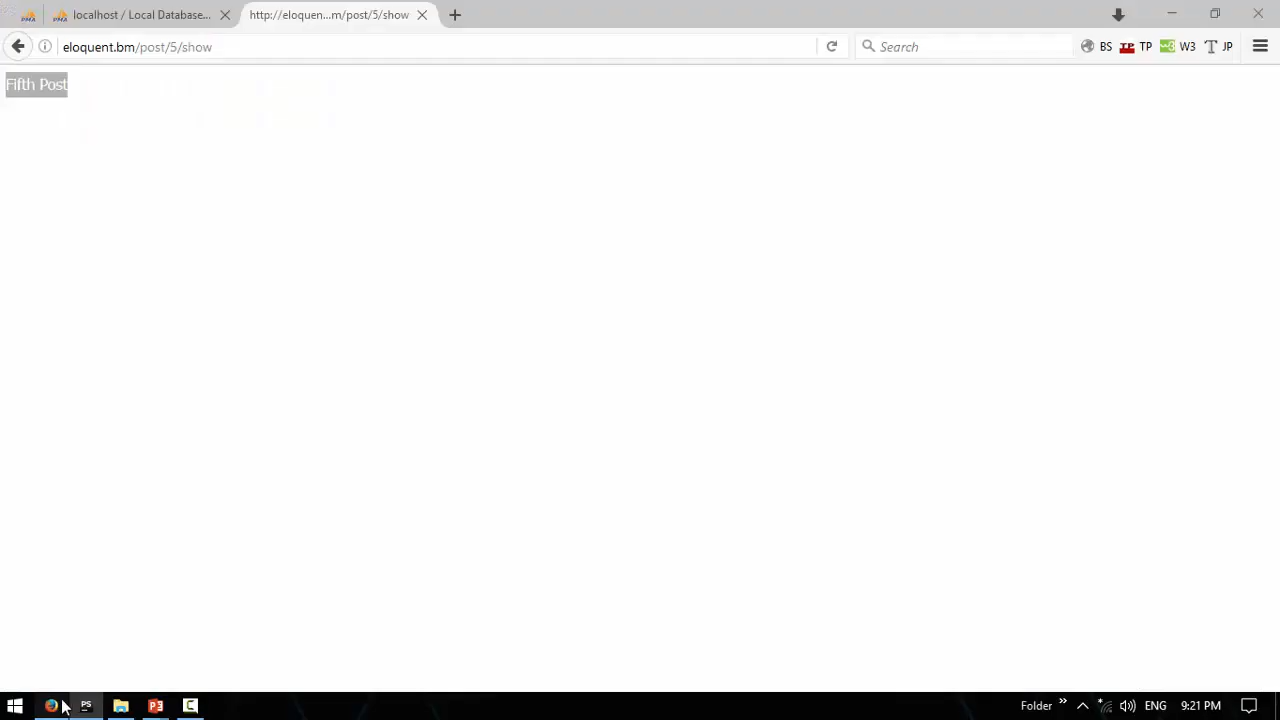 localhost / Local Database...
http://eloquen...m/post/5/show
eloquent.bm/post/5/show
Search
BS
TP
W3
JP
Fifth Post
PS
Folder
ENG
9:21 PM